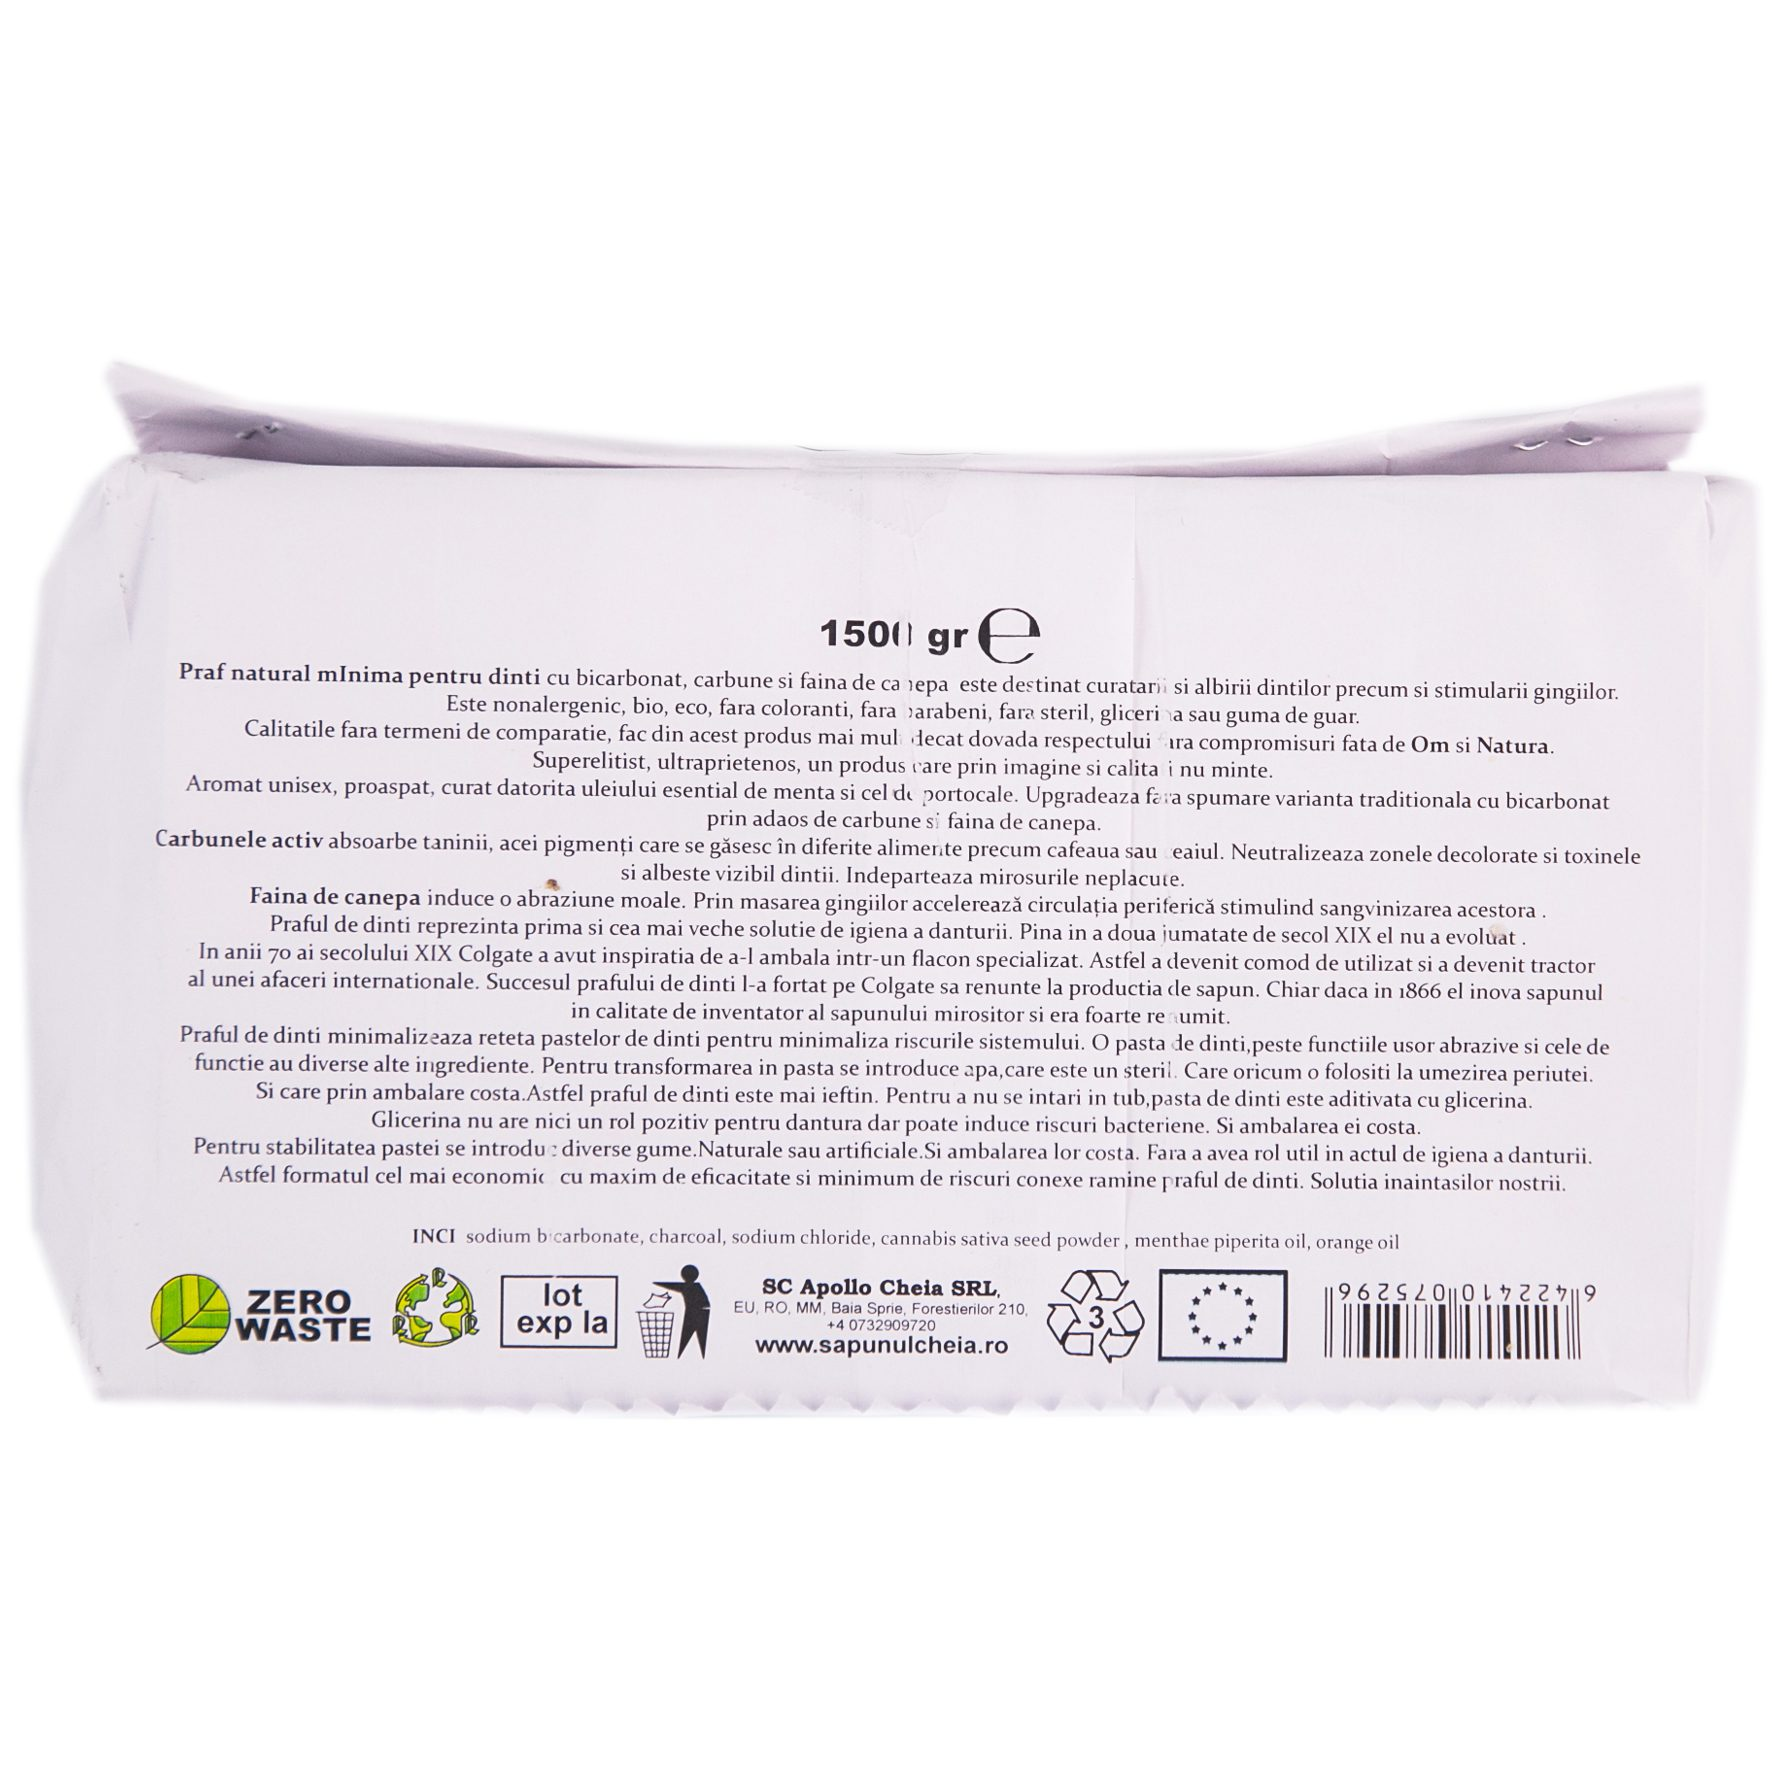 1500 gr ℮
Praf natural mInima pentru dinti cu bicarbonat, carbune si faina de canepa este destinat curatarii si albirii dintilor precum si stimularii gingiilor.
Este nonalergenic, bio, eco, fara coloranti, fara parabeni, fara steril, glicerina sau guma de guar.
Calitatile fara termeni de comparatie, fac din acest produs mai mult decat dovada respectului fara compromisuri fata de Om si Natura.
Superelitist, ultraprietenos, un produs care prin imagine si calitati nu minte.
Aromat unisex, proaspat, curat datorita uleiului esential de menta si cel de portocale. Upgradeaza fara spumare varianta traditionala cu bicarbonat
prin adaos de carbune si faina de canepa.
Carbunele activ absoarbe taninii, acei pigmenți care se găsesc în diferite alimente precum cafeaua sau ceaiul. Neutralizeaza zonele decolorate si toxinele
si albeste vizibil dintii. Indeparteaza mirosurile neplacute.
Faina de canepa induce o abraziune moale. Prin masarea gingiilor accelerează circulația periferică stimulind sangvinizarea acestora .
Praful de dinti reprezinta prima si cea mai veche solutie de igiena a danturii. Pina in a doua jumatate de secol XIX el nu a evoluat .
In anii 70 ai secolului XIX Colgate a avut inspiratia de a-l ambala intr-un flacon specializat. Astfel a devenit comod de utilizat si a devenit tractor
al unei afaceri internationale. Succesul prafului de dinti l-a fortat pe Colgate sa renunte la productia de sapun. Chiar daca in 1866 el inova sapunul
in calitate de inventator al sapunului mirositor si era foarte renumit.
Praful de dinti minimalizeaza reteta pastelor de dinti pentru minimaliza riscurile sistemului. O pasta de dinti,peste functiile usor abrazive si cele de
functie au diverse alte ingrediente. Pentru transformarea in pasta se introduce apa,care este un steril. Care oricum o folositi la umezirea periutei.
Si care prin ambalare costa.Astfel praful de dinti este mai ieftin. Pentru a nu se intari in tub,pasta de dinti este aditivata cu glicerina.
Glicerina nu are nici un rol pozitiv pentru dantura dar poate induce riscuri bacteriene. Si ambalarea ei costa.
Pentru stabilitatea pastei se introduc diverse gume.Naturale sau artificiale.Si ambalarea lor costa. Fara a avea rol util in actul de igiena a danturii.
Astfel formatul cel mai economic cu maxim de eficacitate si minimum de riscuri conexe ramine praful de dinti. Solutia inaintasilor nostrii.
INCI sodium bicarbonate, charcoal, sodium chloride, cannabis sativa seed powder , menthae piperita oil, orange oil
ZERO
WASTE
R R R
lot
exp la
SC Apollo Cheia SRL,
EU, RO, MM, Baia Sprie, Forestierilor 210,
+4 0732909720
www.sapunulcheia.ro
3
6 422410 075296